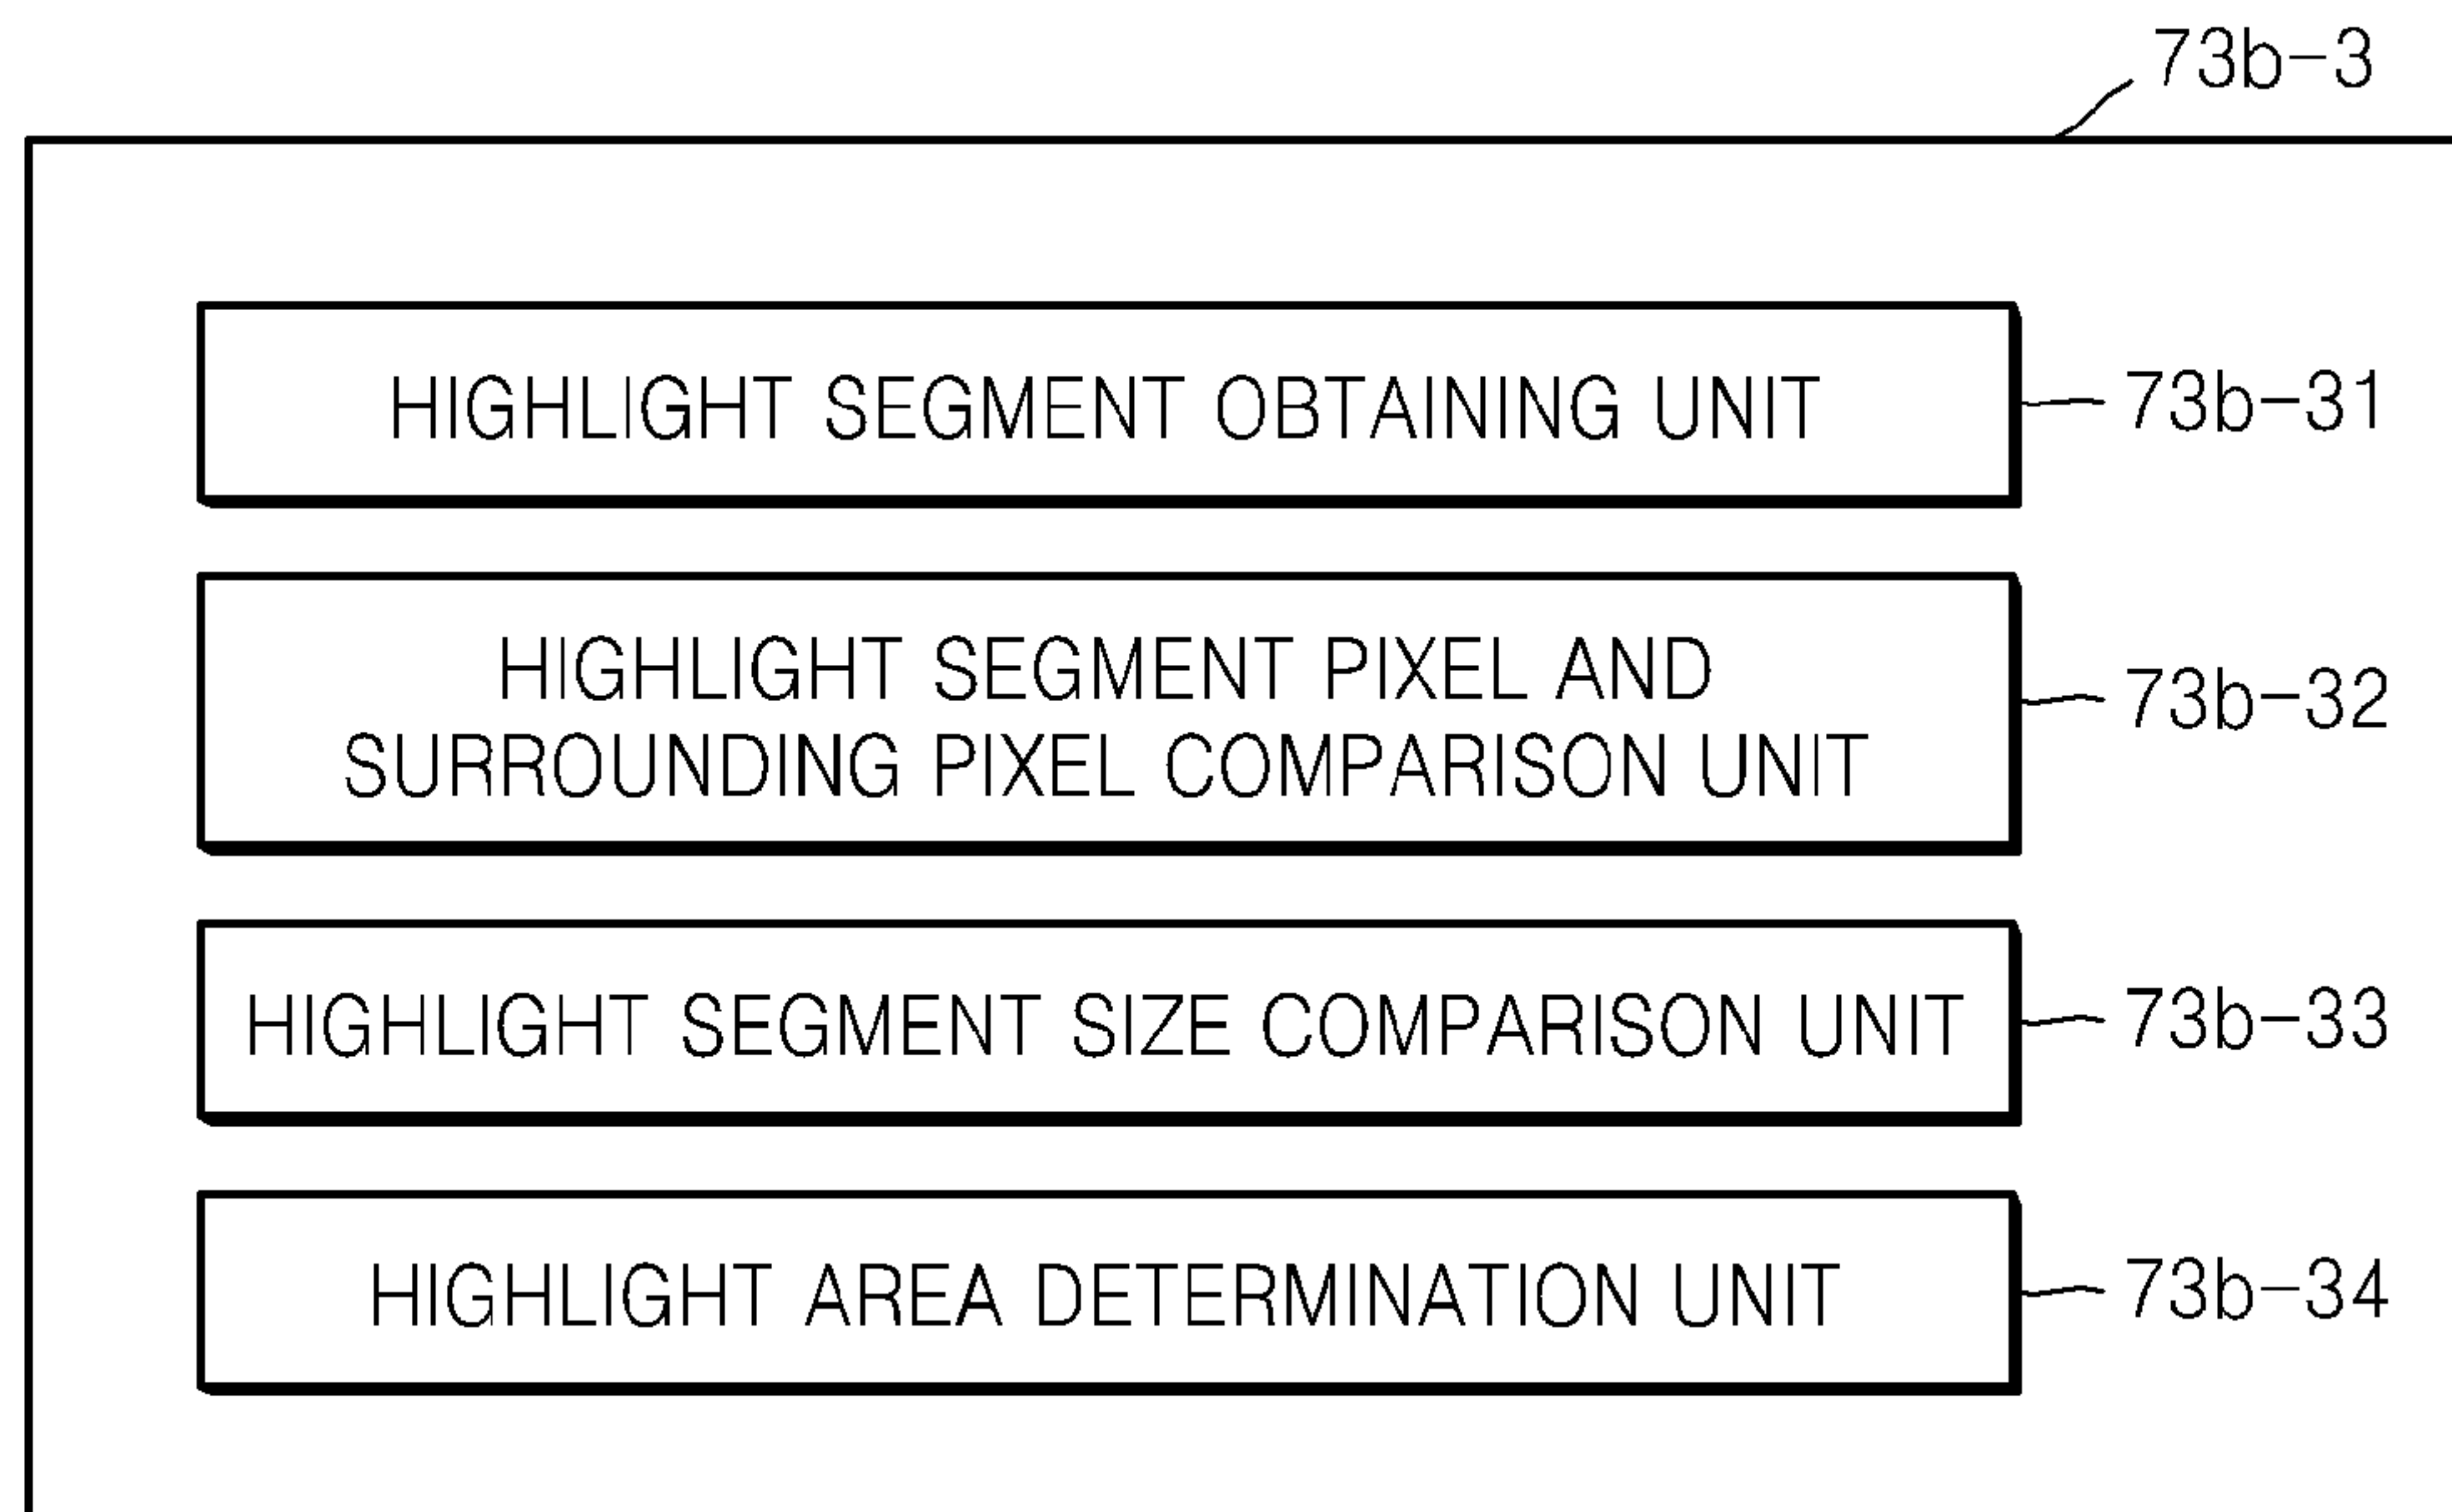 73b-3
HIGHLIGHT SEGMENT OBTAINING UNIT
73b-31
HIGHLIGHT SEGMENT PIXEL AND
SURROUNDING PIXEL COMPARISON UNIT
73b-32
HIGHLIGHT SEGMENT SIZE COMPARISON UNIT
73b-33
HIGHLIGHT AREA DETERMINATION UNIT
73b-34